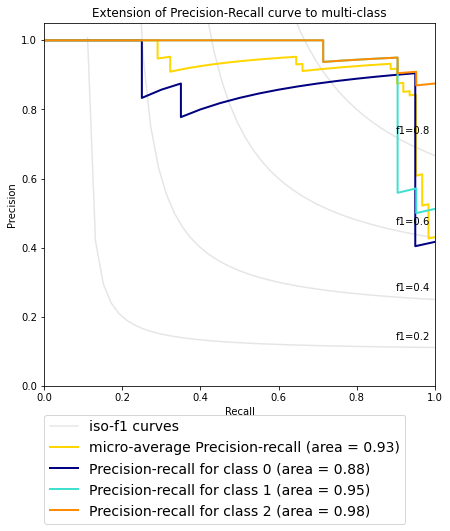 Extension of Precision-Recall curve to multi-class
Precision
1.0
0.8
0.6
0.4
0.2
0.0
f1=0.8
f1=0.6
f1=0.4
f1=0.2
0.0 0.2 0.4 0.6 0.8 1.0
Recall
iso-f1 curves
micro-average Precision-recall (area = 0.93)
Precision-recall for class 0 (area = 0.88)
Precision-recall for class 1 (area = 0.95)
Precision-recall for class 2 (area = 0.98)